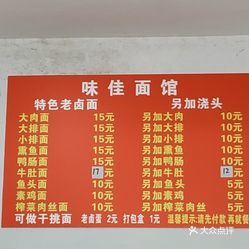 味佳面馆
特色老卤面 另加浇头
大肉面 15元 另加大肉 10元
大排面 15元 另加大排 10元
小排面 15元 另加小排 10元
熏鱼面 15元 另加熏鱼 10元
鸭肠面 15元 另加鸭肠 10元
牛肚面 17 另加牛肚 12
鱼头面 10元 另加鱼头 5元
素鸡面 10元 另加素鸡 5元
榨菜肉丝面 10元 另加榨菜肉丝 5元
可做干挑面 老卤蛋 2元 打包盒 1元 温馨提示:请先付款 再就餐
大众点评